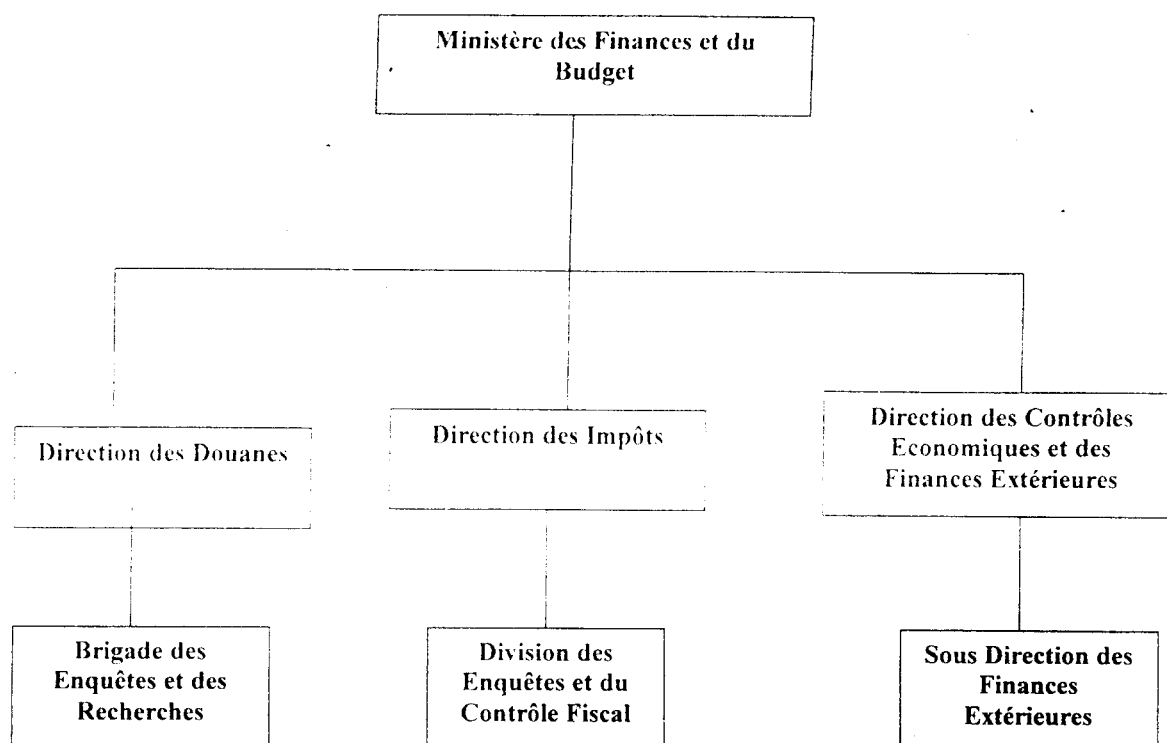 Ministère des Finances et du
Budget
Direction des Douanes
Direction des Impôts
Direction des Contrôles
Economiques et des
Finances Extérieures
Brigade des
Enquêtes et des
Recherches
Division des
Enquêtes et du
Contrôle Fiscal
Sous Direction des
Finances
Extérieures